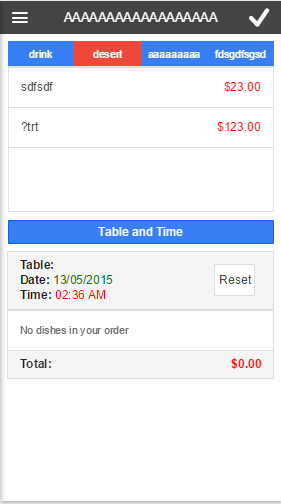 AAAAAAAAAAAAAAAAAA
drink desert aaaaaaaaa fdsgdfsgsd
sdfsdf $23.00
?trt $123.00
Table and Time
Table:
Date: 13/05/2015
Time: 02:36 AM
Reset
No dishes in your order
Total: $0.00